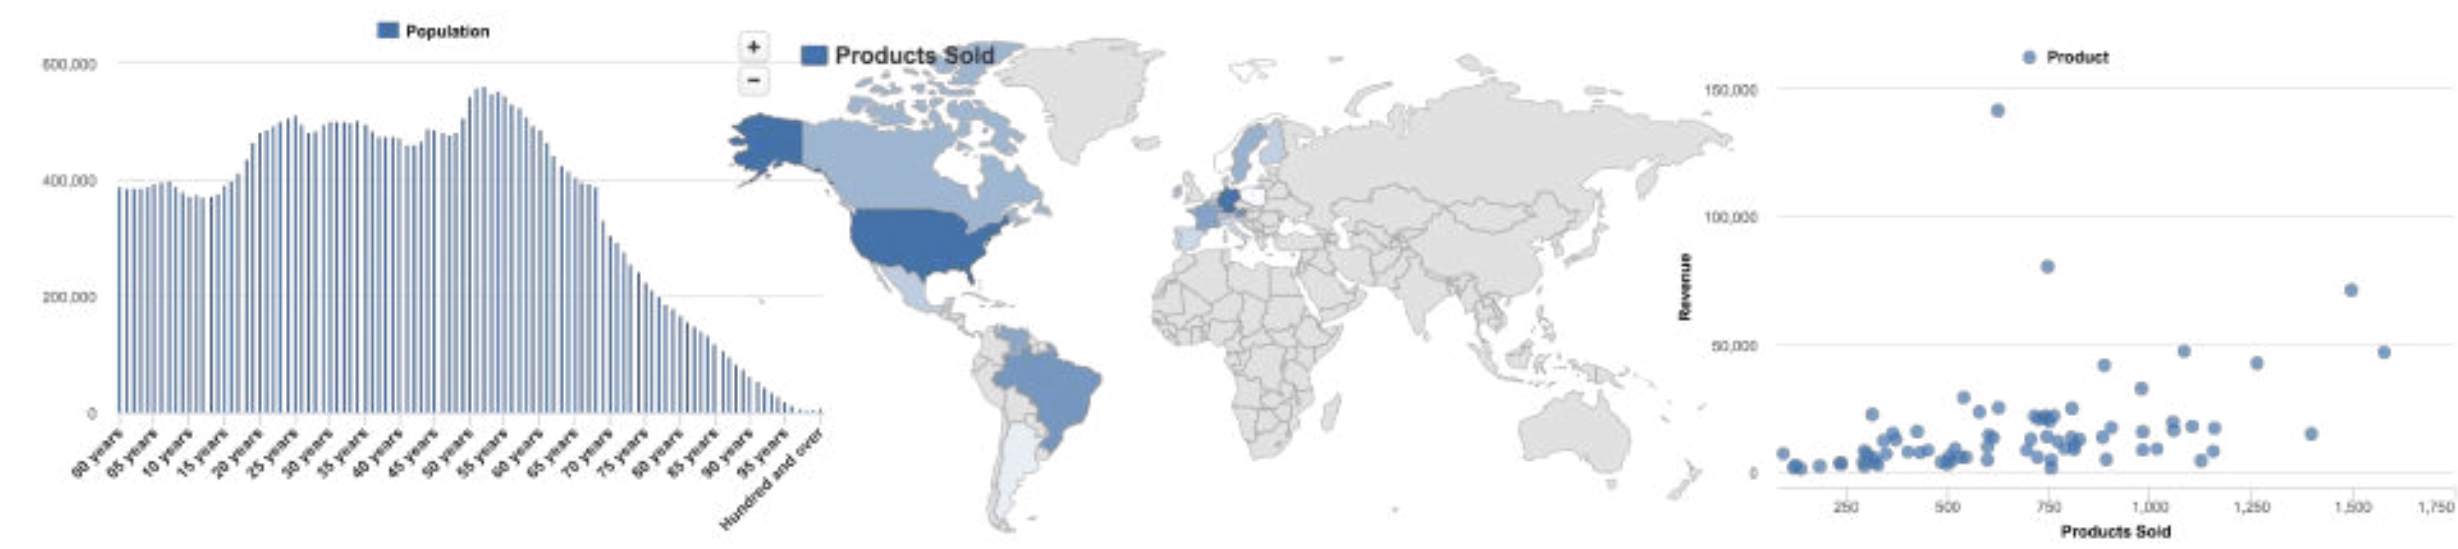 Population
600,000
400,000
200,000
0
00 years
05 years
10 years
15 years
20 years
25 years
30 years
35 years
40 years
45 years
50 years
55 years
60 years
65 years
70 years
75 years
80 years
85 years
90 years
95 years
Hundred and over
+
−
Products Sold
Product
150,000
100,000
50,000
0
Revenue
250
500
750
1,000
1,250
1,500
1,750
Products Sold